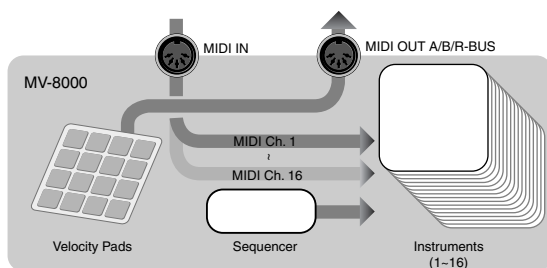 MIDI IN
MIDI OUT A/B/R-BUS
MV-8000
MIDI Ch. 1
~
MIDI Ch. 16
Velocity Pads
Sequencer
Instruments
(1~16)